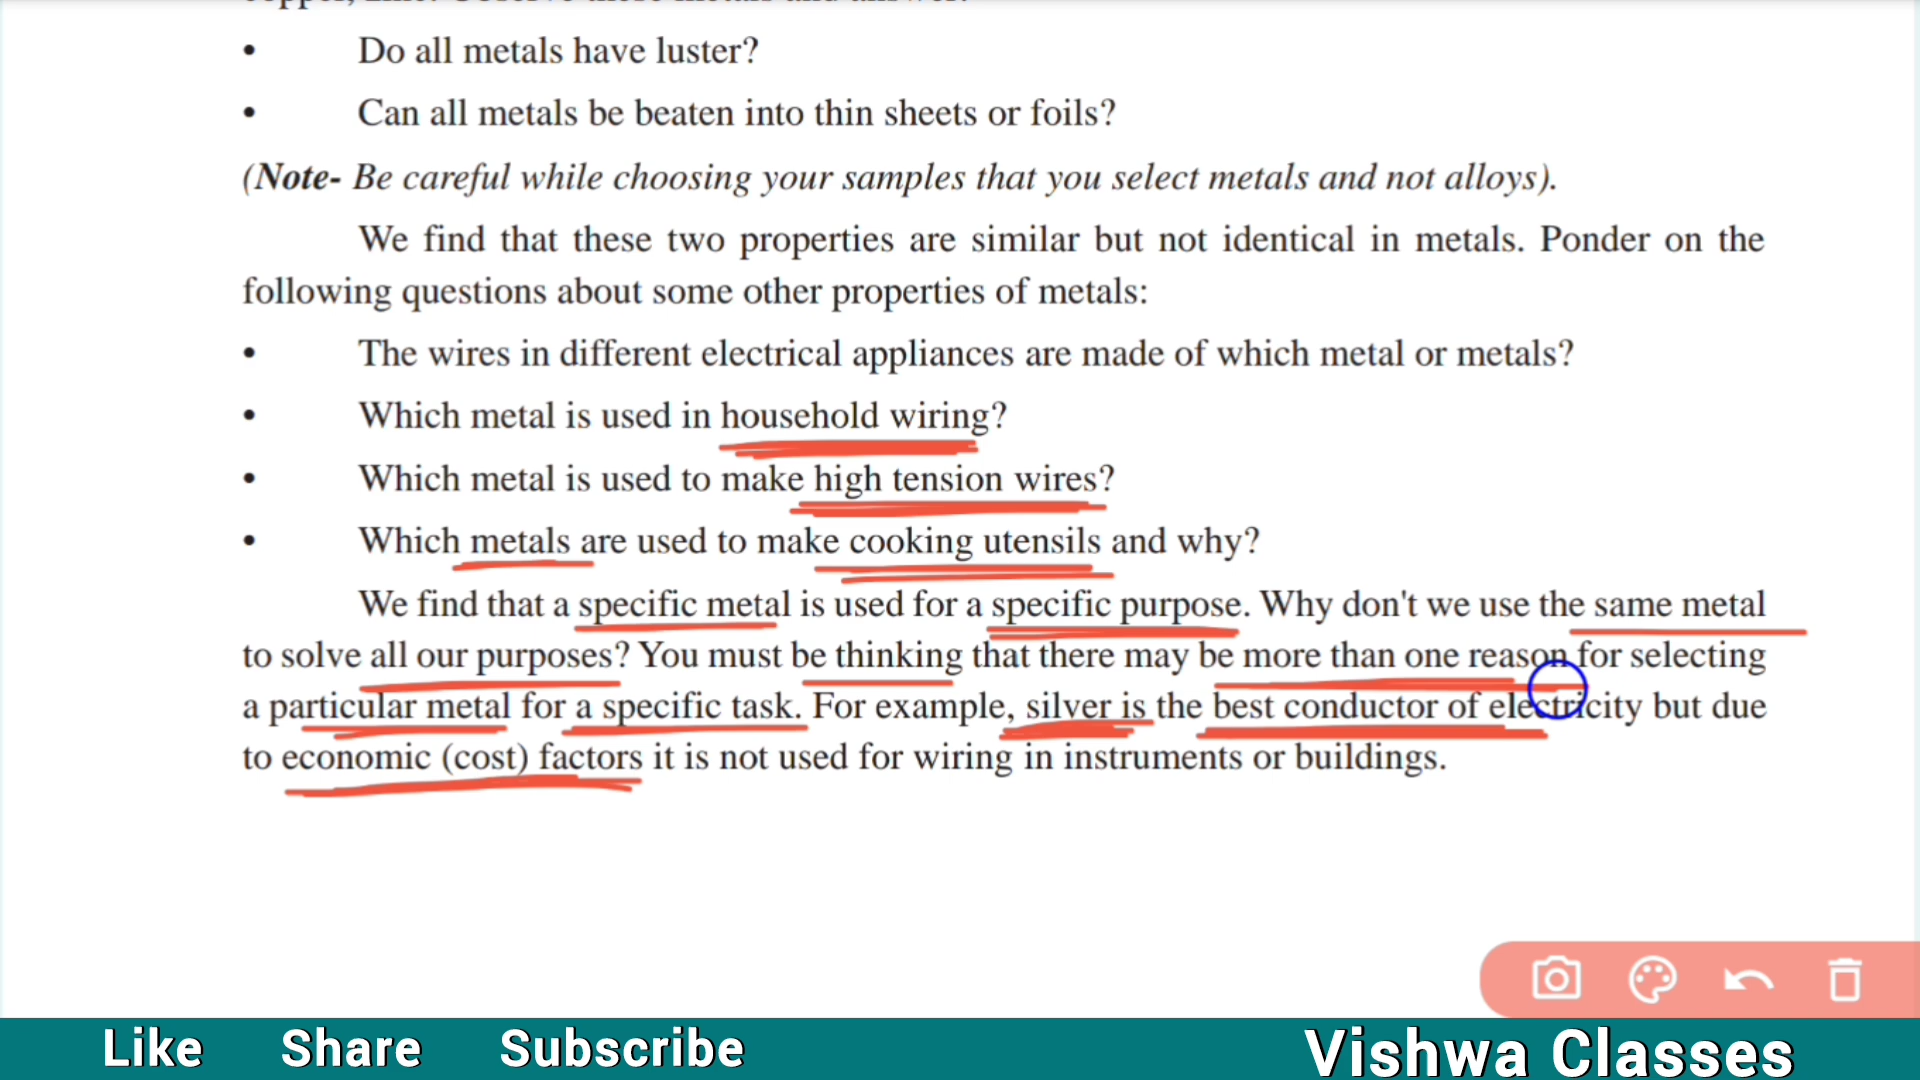 copper, zinc. Observe these metals and answer.
• Do all metals have luster?
• Can all metals be beaten into thin sheets or foils?
(Note- Be careful while choosing your samples that you select metals and not alloys).
We find that these two properties are similar but not identical in metals. Ponder on the
following questions about some other properties of metals:
• The wires in different electrical appliances are made of which metal or metals?
• Which metal is used in household wiring?
• Which metal is used to make high tension wires?
• Which metals are used to make cooking utensils and why?
We find that a specific metal is used for a specific purpose. Why don't we use the same metal
to solve all our purposes? You must be thinking that there may be more than one reason for selecting
a particular metal for a specific task. For example, silver is the best conductor of electricity but due
to economic (cost) factors it is not used for wiring in instruments or buildings.
Like Share Subscribe Vishwa Classes